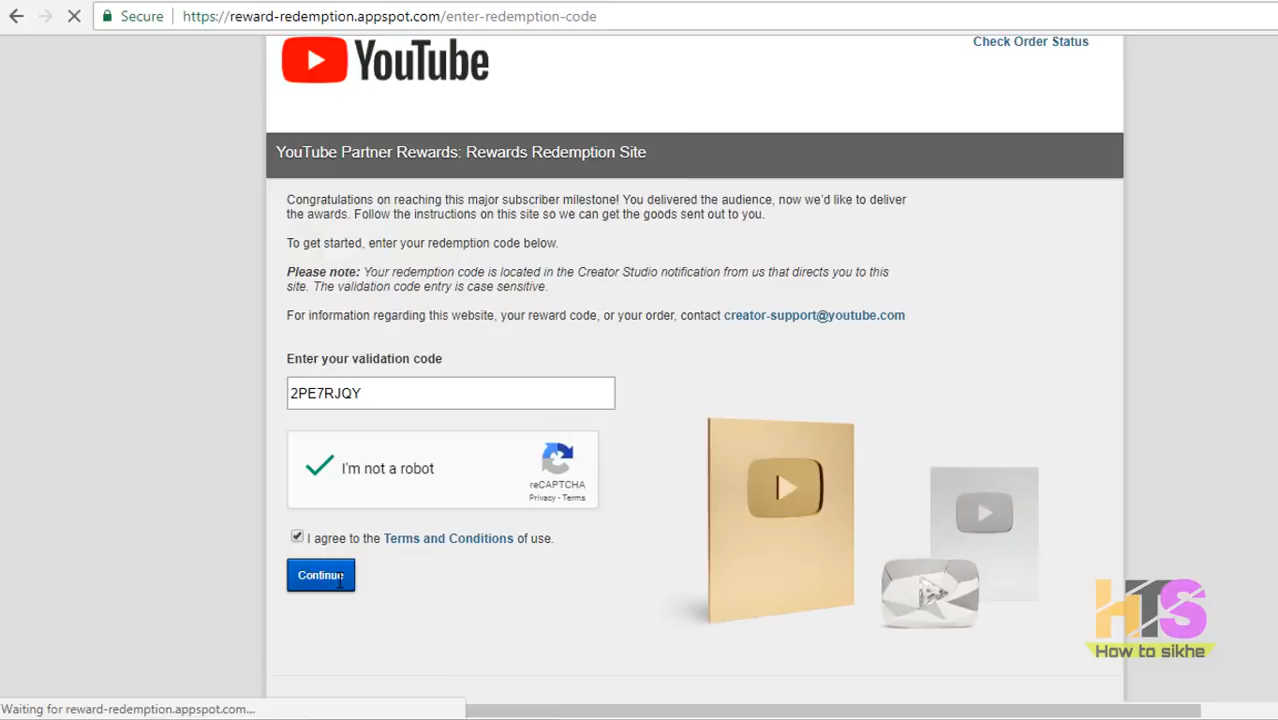 Secure
https://reward-redemption.appspot.com/enter-redemption-code
Check Order Status
YouTube
YouTube Partner Rewards: Rewards Redemption Site
Congratulations on reaching this major subscriber milestone! You delivered the audience, now we'd like to deliver
the awards. Follow the instructions on this site so we can get the goods sent out to you.
To get started, enter your redemption code below.
Please note: Your redemption code is located in the Creator Studio notification from us that directs you to this
site. The validation code entry is case sensitive.
For information regarding this website, your reward code, or your order, contact creator-support@youtube.com
Enter your validation code
2PE7RJQY
I'm not a robot
reCAPTCHA
Privacy - Terms
I agree to the Terms and Conditions of use.
Continue
HTS
How to sikhe
Waiting for reward-redemption.appspot.com...